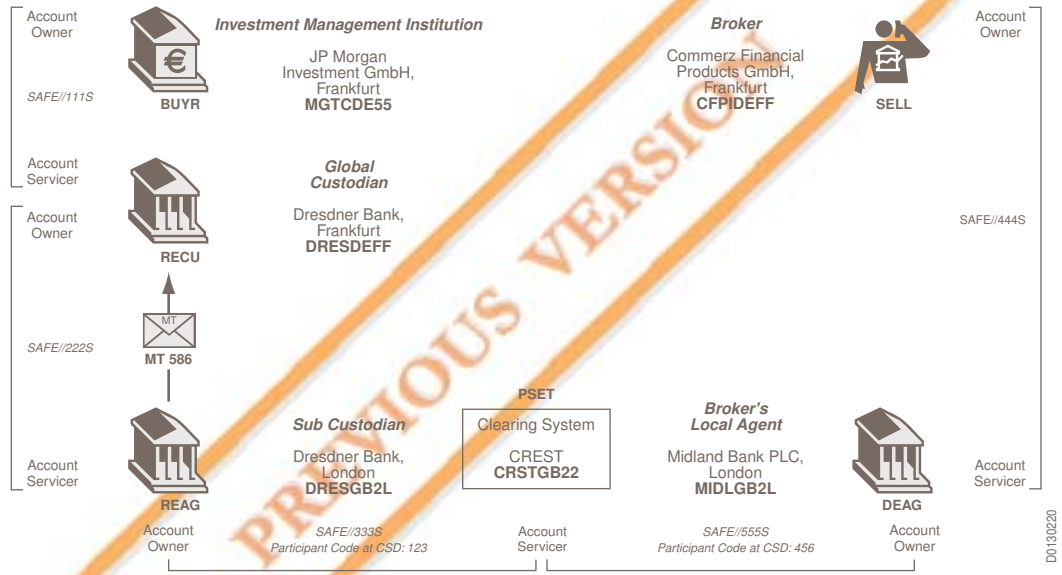 Account
Owner
Investment Management Institution
Broker
Account
Owner
JP Morgan
Investment GmbH,
Frankfurt
MGTCDE55
Commerz Financial
Products GmbH,
Frankfurt
CFPIDEFF
€
SAFE//111S
BUYR
SELL
Account
Servicer
Global
Custodian
Account
Owner
Dresdner Bank,
Frankfurt
DRESDEFF
SAFE//444S
RECU
MT
SAFE//222S
MT 586
PSET
Sub Custodian
Clearing System
Broker's
Local Agent
Account
Servicer
Dresdner Bank,
London
DRESGB2L
CREST
CRSTGB22
Midland Bank PLC,
London
MIDLGB2L
Account
Servicer
REAG
DEAG
Account
Owner
SAFE//333S
Participant Code at CSD: 123
Account
Servicer
SAFE//555S
Participant Code at CSD: 456
Account
Owner
D0130220
PREVIOUS VERSION